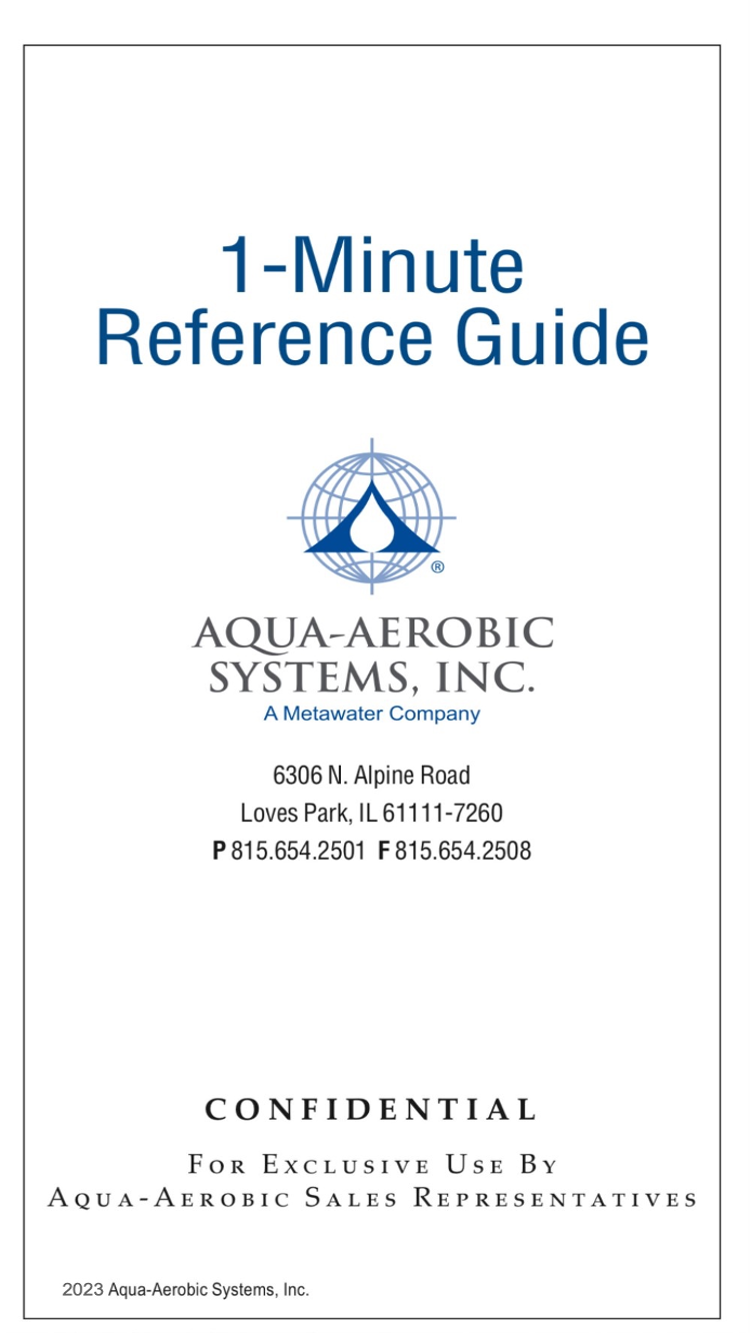 1-Minute
Reference Guide
®
AQUA-AEROBIC
SYSTEMS, INC.
A Metawater Company
6306 N. Alpine Road
Loves Park, IL 61111-7260
P 815.654.2501 F 815.654.2508
CONFIDENTIAL
For Exclusive Use By
Aqua-Aerobic Sales Representatives
2023 Aqua-Aerobic Systems, Inc.